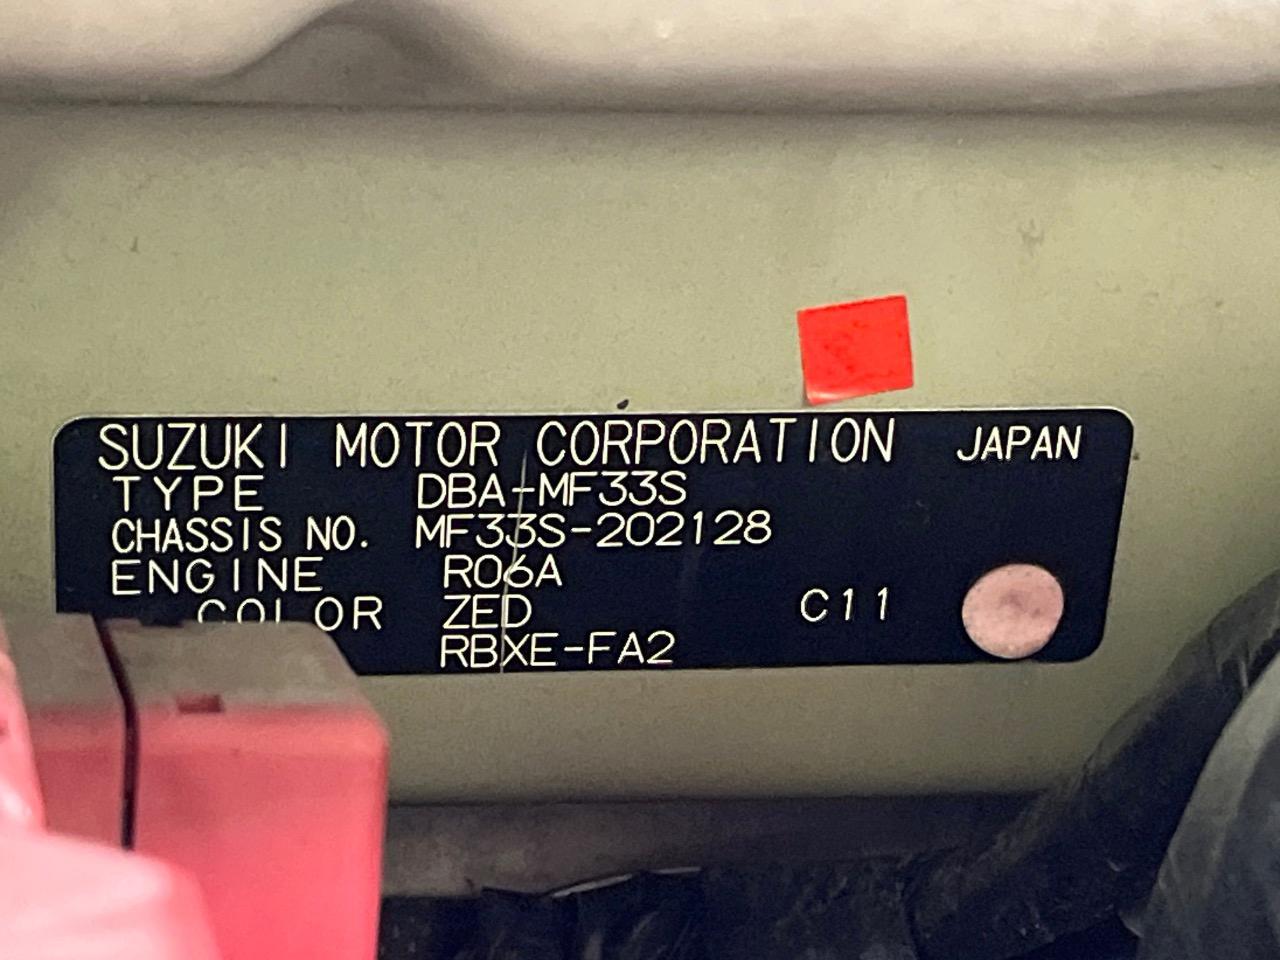 SUZUKI MOTOR CORPORATION JAPAN
TYPE DBA-MF33S
CHASSIS NO. MF33S-202128
ENGINE R06A
COLOR ZED C11
RBXE-FA2